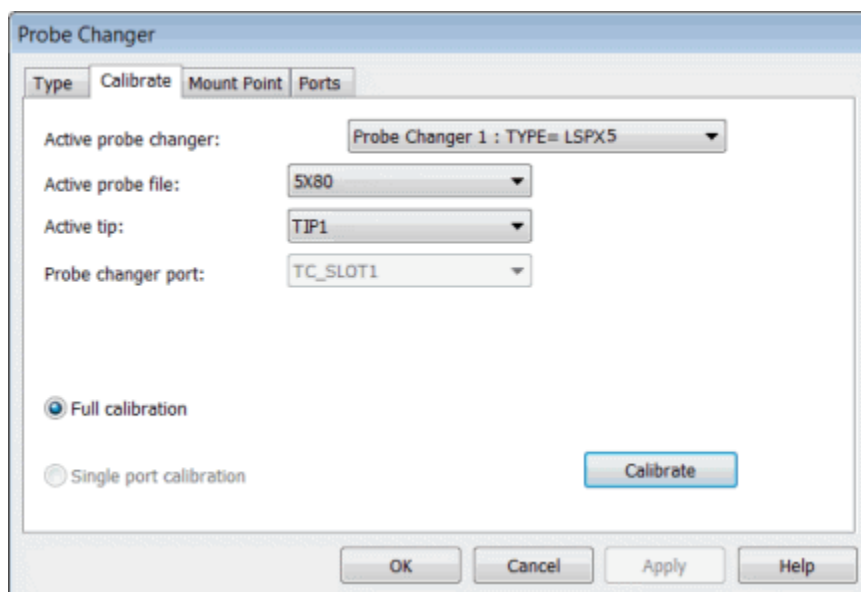 Probe Changer
Type Calibrate Mount Point Ports
Active probe changer: Probe Changer 1 : TYPE= LSPX5
Active probe file: 5X80
Active tip: TIP1
Probe changer port: TC_SLOT1
Full calibration
Single port calibration
Calibrate
OK Cancel Apply Help